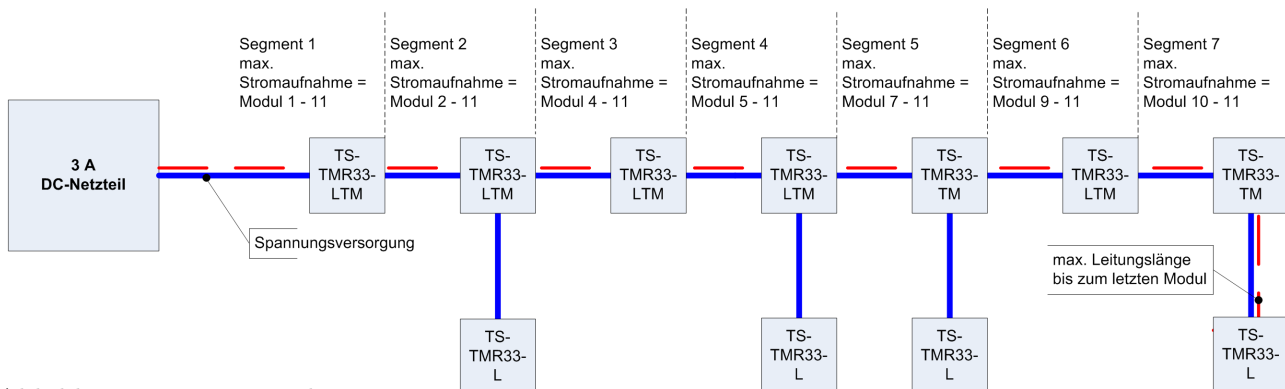 Segment 1
max.
Stromaufnahme =
Modul 1 - 11
Segment 2
max.
Stromaufnahme =
Modul 2 - 11
Segment 3
max.
Stromaufnahme =
Modul 4 - 11
Segment 4
max.
Stromaufnahme =
Modul 5 - 11
Segment 5
max.
Stromaufnahme =
Modul 7 - 11
Segment 6
max.
Stromaufnahme =
Modul 9 - 11
Segment 7
max.
Stromaufnahme =
Modul 10 - 11
3 A
DC-Netzteil
TS-
TMR33-
LTM
TS-
TMR33-
LTM
TS-
TMR33-
LTM
TS-
TMR33-
LTM
TS-
TMR33-
TM
TS-
TMR33-
LTM
TS-
TMR33-
TM
Spannungsversorgung
max. Leitungslänge
bis zum letzten Modul
TS-
TMR33-
L
TS-
TMR33-
L
TS-
TMR33-
L
TS-
TMR33-
L